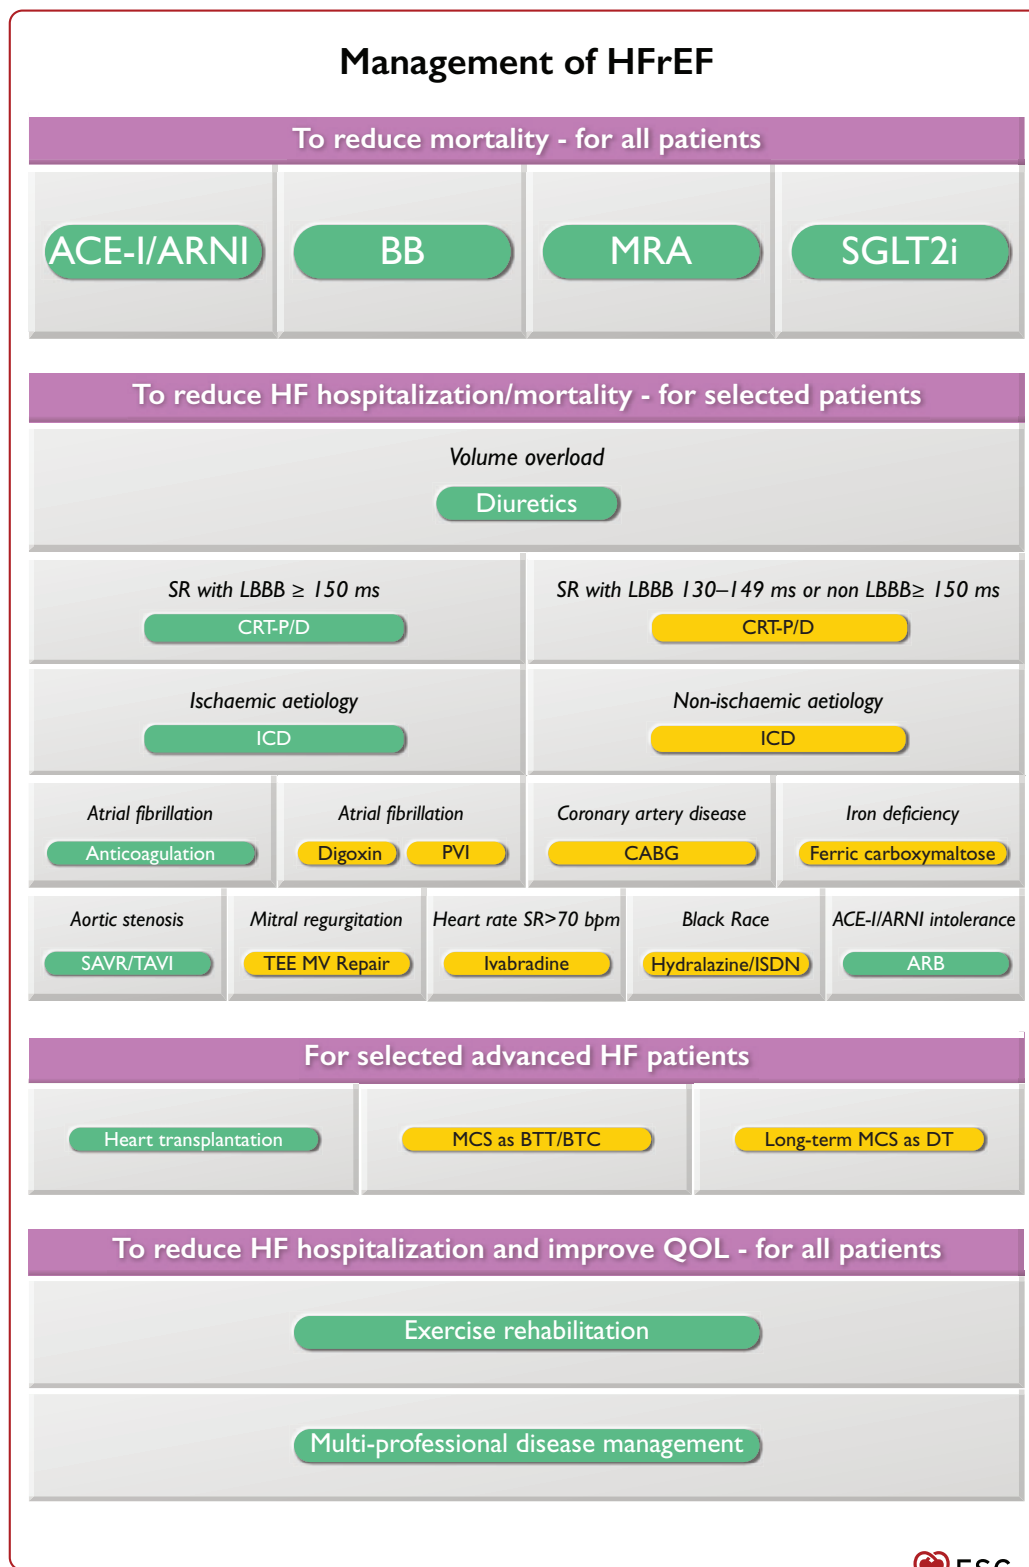 Management of HFrEF
To reduce mortality - for all patients
ACE-I/ARNI
BB
MRA
SGLT2i
To reduce HF hospitalization/mortality - for selected patients
Volume overload
Diuretics
SR with LBBB ≥ 150 ms
CRT-P/D
SR with LBBB 130–149 ms or non LBBB≥ 150 ms
CRT-P/D
Ischaemic aetiology
ICD
Non-ischaemic aetiology
ICD
Atrial fibrillation
Anticoagulation
Atrial fibrillation
Digoxin
PVI
Coronary artery disease
CABG
Iron deficiency
Ferric carboxymaltose
Aortic stenosis
SAVR/TAVI
Mitral regurgitation
TEE MV Repair
Heart rate SR>70 bpm
Ivabradine
Black Race
Hydralazine/ISDN
ACE-I/ARNI intolerance
ARB
For selected advanced HF patients
Heart transplantation
MCS as BTT/BTC
Long-term MCS as DT
To reduce HF hospitalization and improve QOL - for all patients
Exercise rehabilitation
Multi-professional disease management
ESC